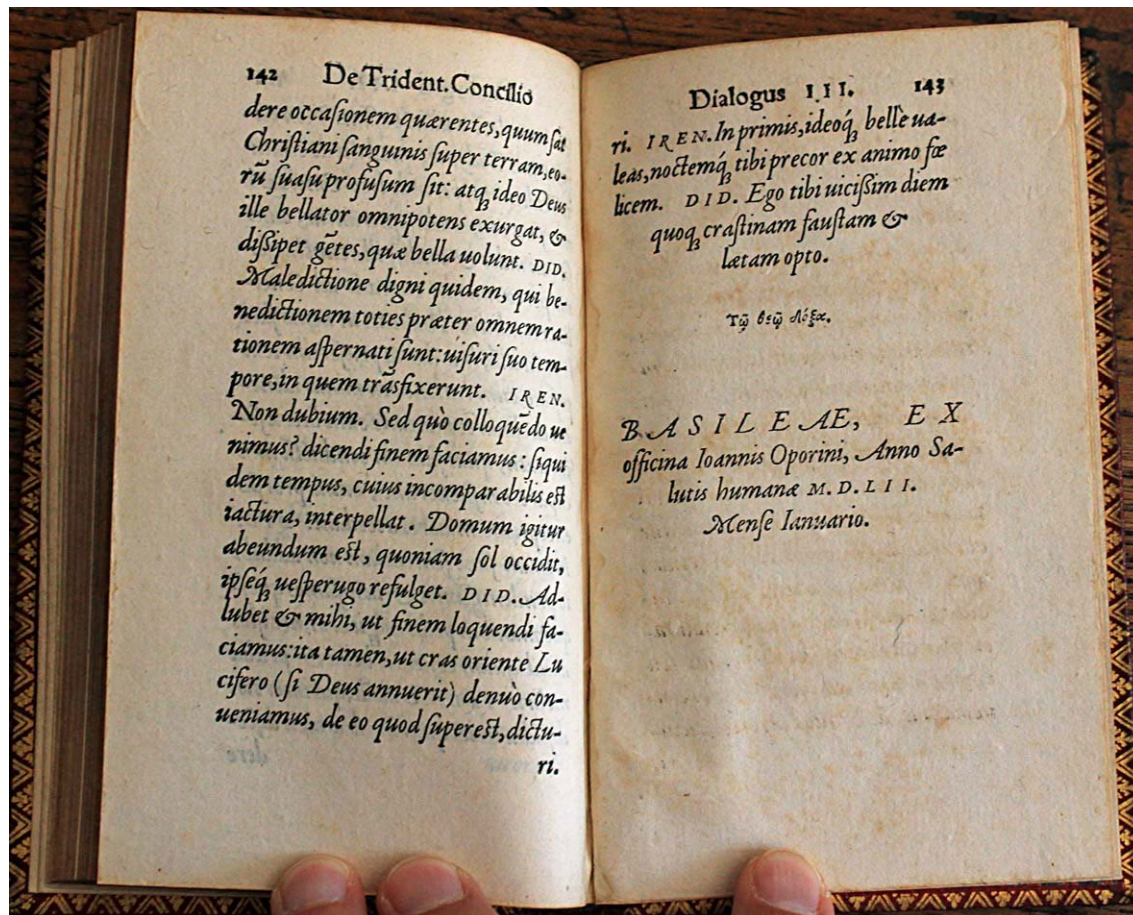 142 De Trident. Concilio
dere occaſionem quærentes, quum ſat
Chriſtiani ſanguinis ſuper terram, eo-
rũ ſuaſu profuſum ſit: atq́ꝫ ideo Deus
ille bellator omnipotens exurgat, &
diſſipet gẽtes, quæ bella uolunt. DID.
Maledictione digni quidem, qui be-
nedictionem toties præter omnem ra-
tionem aſpernati ſunt: uiſuri ſuo tem-
pore, in quem trãsfixerunt. IREN.
Non dubium. Sed quò colloquẽdo ue
nimus? dicendi finem faciamus: ſiqui
dem tempus, cuius incomparabilis eſt
iactura, interpellat. Domum igitur
abeundum eſt, quoniam ſol occidit,
ipſeq́ꝫ ueſperugo refulget. DID. Ad-
lubet & mihi, ut finem loquendi fa-
ciamus: ita tamen, ut cras oriente Lu
cifero (ſi Deus annuerit) denuò con-
ueniamus, de eo quod ſupereſt, dictu-
ri.
Dialogus III. 143
ri. IREN. In primis, ideoq́ꝫ bellè ua-
leas, noctemq́ꝫ tibi precor ex animo fœ
licem. DID. Ego tibi uiciſſim diem
quoqꝫ craſtinam fauſtam &
lætam opto.
Τῷ θεῷ δόξα.
BASILEAE, EX
officina Ioannis Oporini, Anno Sa-
lutis humanæ M. D. LII.
Menſe Ianuario.